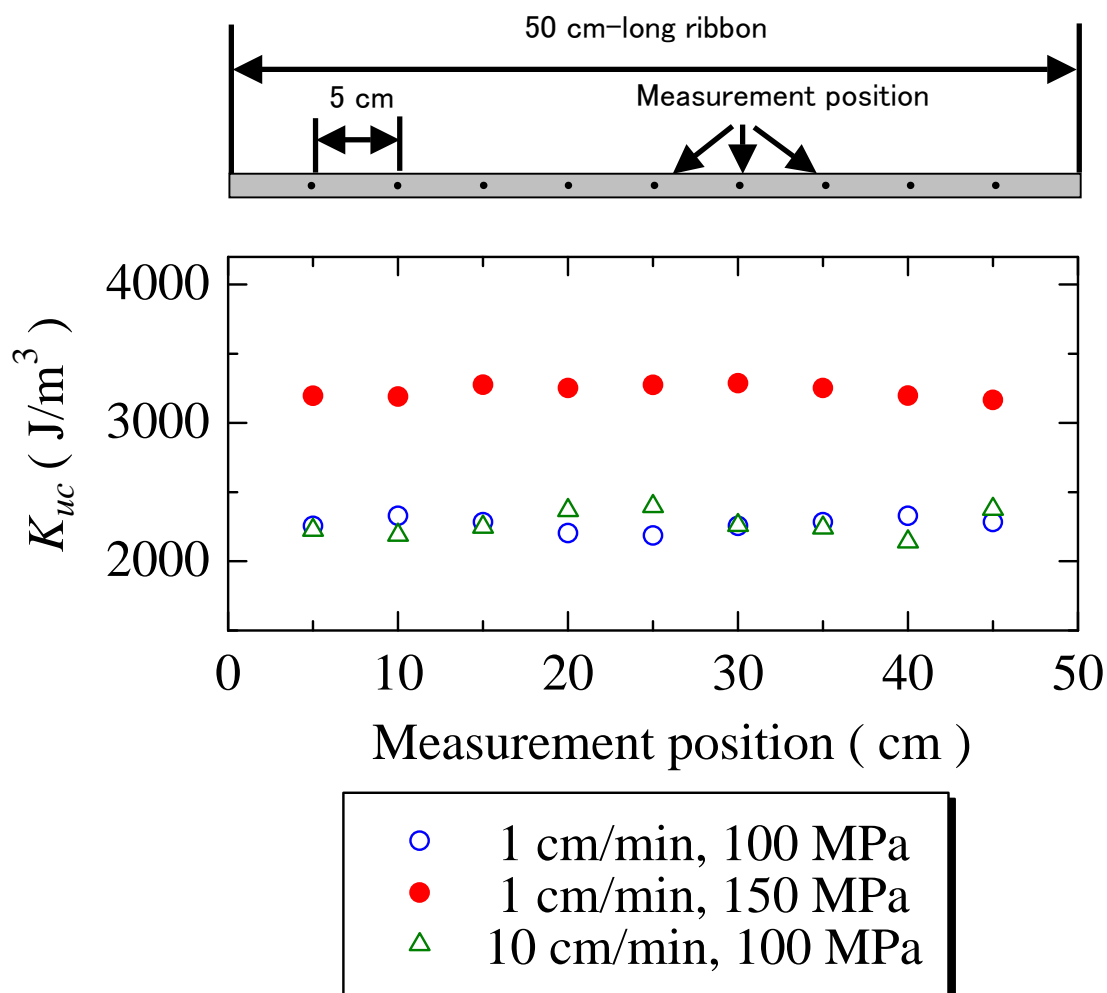 50 cm-long ribbon
5 cm
Measurement position
4000
3000
2000
K_uc ( J/m³ )
0 10 20 30 40 50
Measurement position ( cm )
1 cm/min, 100 MPa
1 cm/min, 150 MPa
10 cm/min, 100 MPa